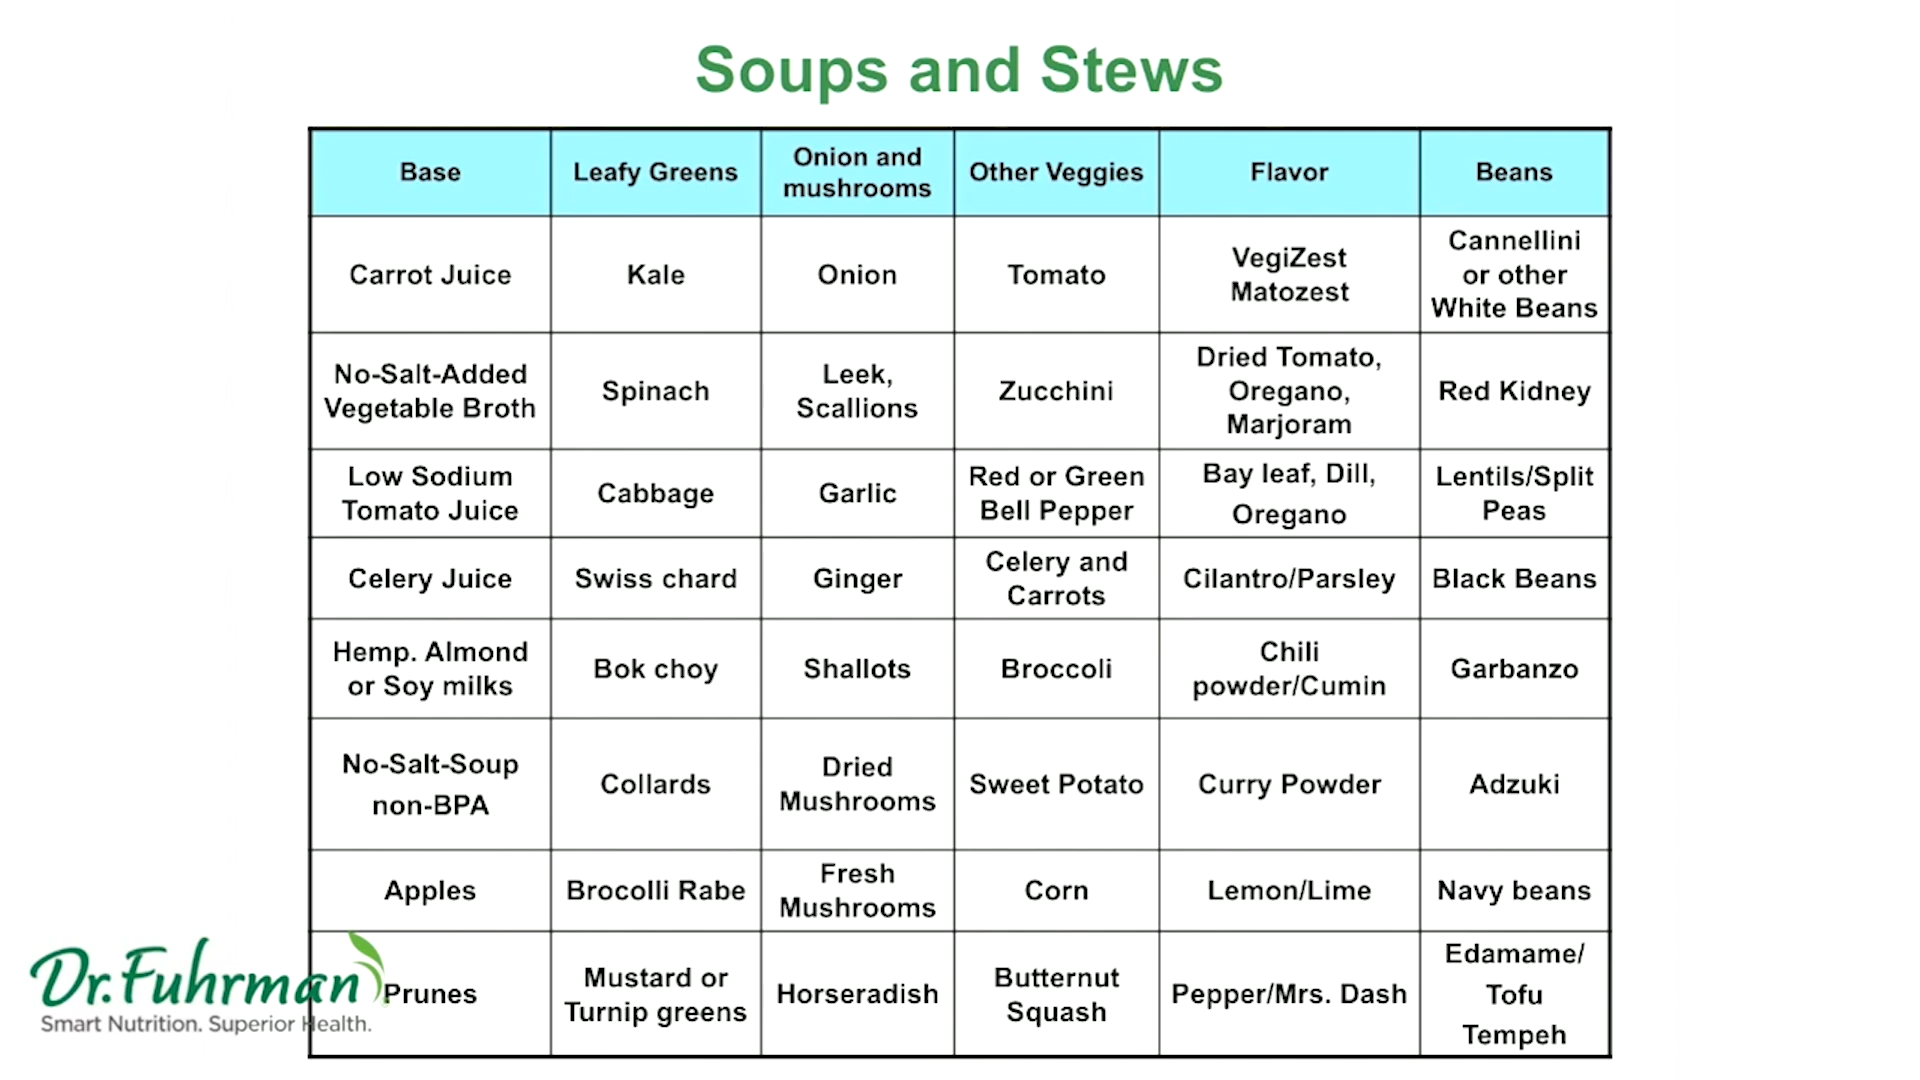 Soups and Stews
Base
Leafy Greens
Onion and
mushrooms
Other Veggies
Flavor
Beans
Carrot Juice
Kale
Onion
Tomato
VegiZest
Matozest
Cannellini
or other
White Beans
No-Salt-Added
Vegetable Broth
Spinach
Leek,
Scallions
Zucchini
Dried Tomato,
Oregano,
Marjoram
Red Kidney
Low Sodium
Tomato Juice
Cabbage
Garlic
Red or Green
Bell Pepper
Bay leaf, Dill,
Oregano
Lentils/Split
Peas
Celery Juice
Swiss chard
Ginger
Celery and
Carrots
Cilantro/Parsley
Black Beans
Hemp. Almond
or Soy milks
Bok choy
Shallots
Broccoli
Chili
powder/Cumin
Garbanzo
No-Salt-Soup
non-BPA
Collards
Dried
Mushrooms
Sweet Potato
Curry Powder
Adzuki
Apples
Brocolli Rabe
Fresh
Mushrooms
Corn
Lemon/Lime
Navy beans
Prunes
Mustard or
Turnip greens
Horseradish
Butternut
Squash
Pepper/Mrs. Dash
Edamame/
Tofu
Tempeh
Dr. Fuhrman
Smart Nutrition. Superior Health.